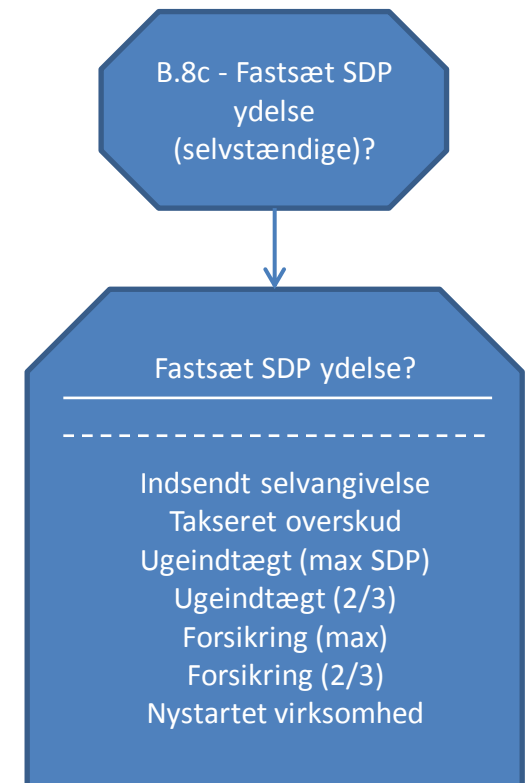 B.8c - Fastsæt SDP
ydelse
(selvstændige)?
Fastsæt SDP ydelse?
Indsendt selvangivelse
Takseret overskud
Ugeindtægt (max SDP)
Ugeindtægt (2/3)
Forsikring (max)
Forsikring (2/3)
Nystartet virksomhed